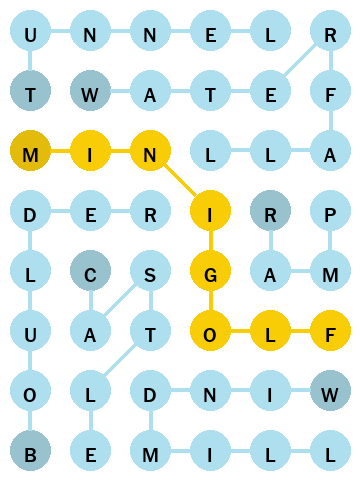 U N N E L R
T W A T E F
M I N L L A
D E R I R P
L C S G A M
U A T O L F
O L D N I W
B E M I L L